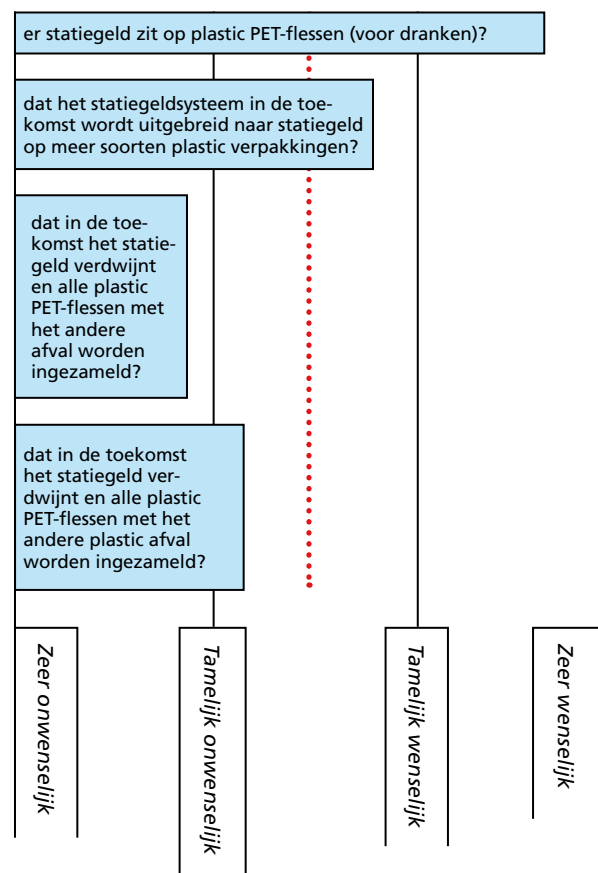 er statiegeld zit op plastic PET-flessen (voor dranken)?
dat het statiegeldsysteem in de toe-
komst wordt uitgebreid naar statiegeld
op meer soorten plastic verpakkingen?
dat in de toe-
komst het statie-
geld verdwijnt
en alle plastic
PET-flessen met
het andere
afval worden
ingezameld?
dat in de toekomst
het statiegeld ver-
dwijnt en alle plastic
PET-flessen met het
andere plastic afval
worden ingezameld?
Zeer onwenselijk
Tamelijk onwenselijk
Tamelijk wenselijk
Zeer wenselijk